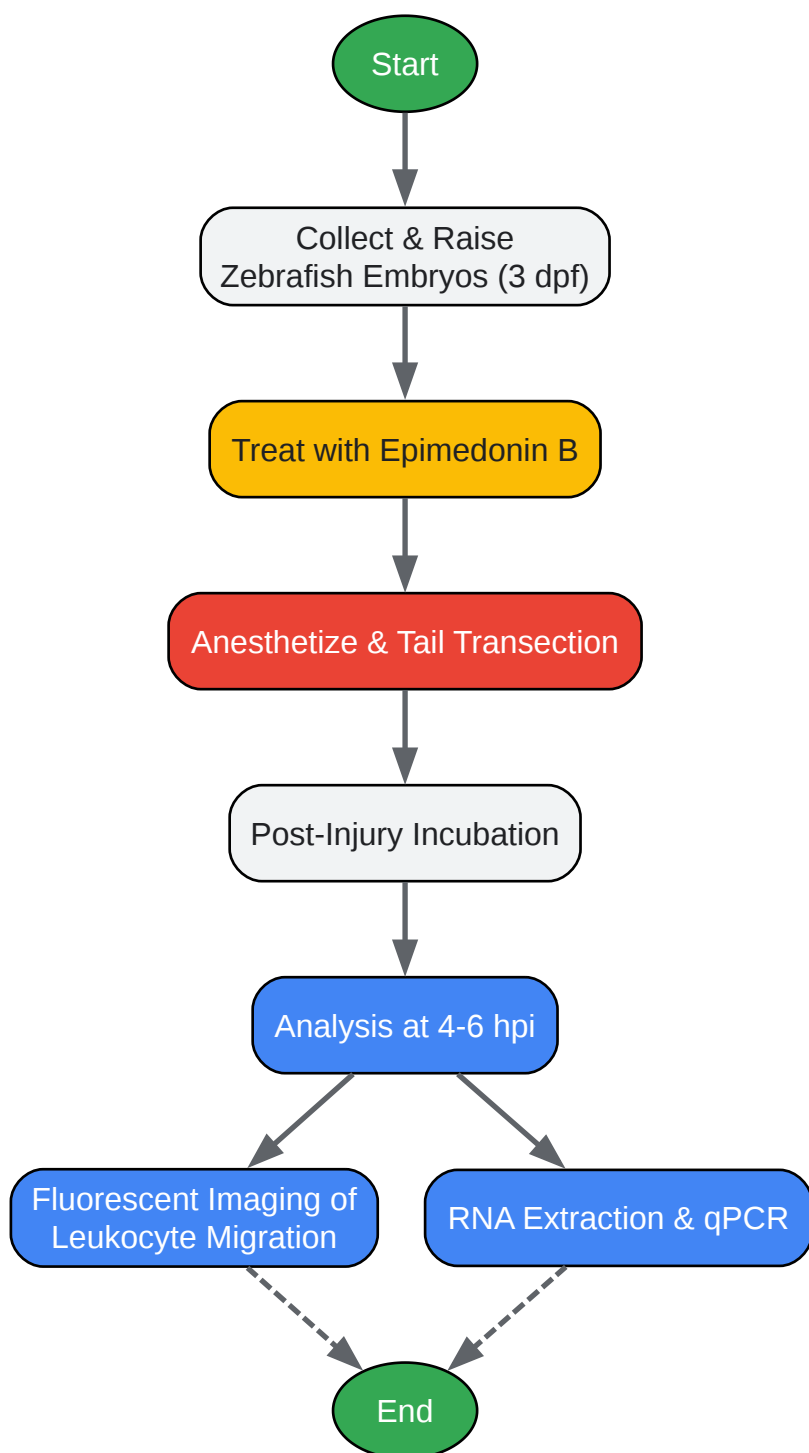 Start
Collect & Raise
Zebrafish Embryos (3 dpf)
Treat with Epimedonin B
Anesthetize & Tail Transection
Post-Injury Incubation
Analysis at 4-6 hpi
Fluorescent Imaging of
Leukocyte Migration
RNA Extraction & qPCR
End